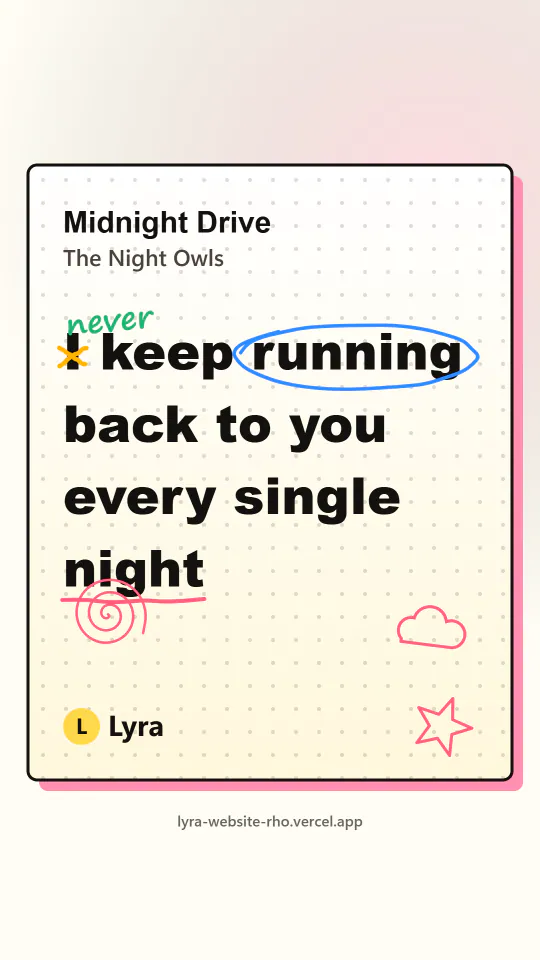 Midnight Drive
The Night Owls
never
I keep running
back to you
every single
night
L Lyra
lyra-website-rho.vercel.app